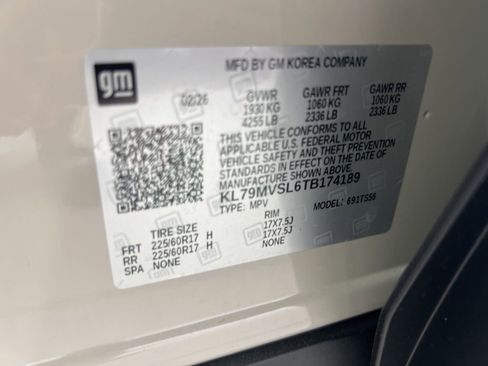 gm
MFD BY GM KOREA COMPANY
02/26 GVWR GAWR FRT GAWR RR
1930 KG 1060 KG 1060 KG
4255 LB 2336 LB 2336 LB
THIS VEHICLE CONFORMS TO ALL
APPLICABLE U.S. FEDERAL MOTOR
VEHICLE SAFETY AND THEFT PREVENTION
STANDARDS IN EFFECT ON THE DATE OF
MANUFACTURE SHOWN ABOVE.
KL79MVSL6TB174189
TYPE: MPV MODEL: 691TS56
TIRE SIZE RIM
FRT 225/60R17 H 17X7.5J
RR 225/60R17 H 17X7.5J
SPA NONE NONE